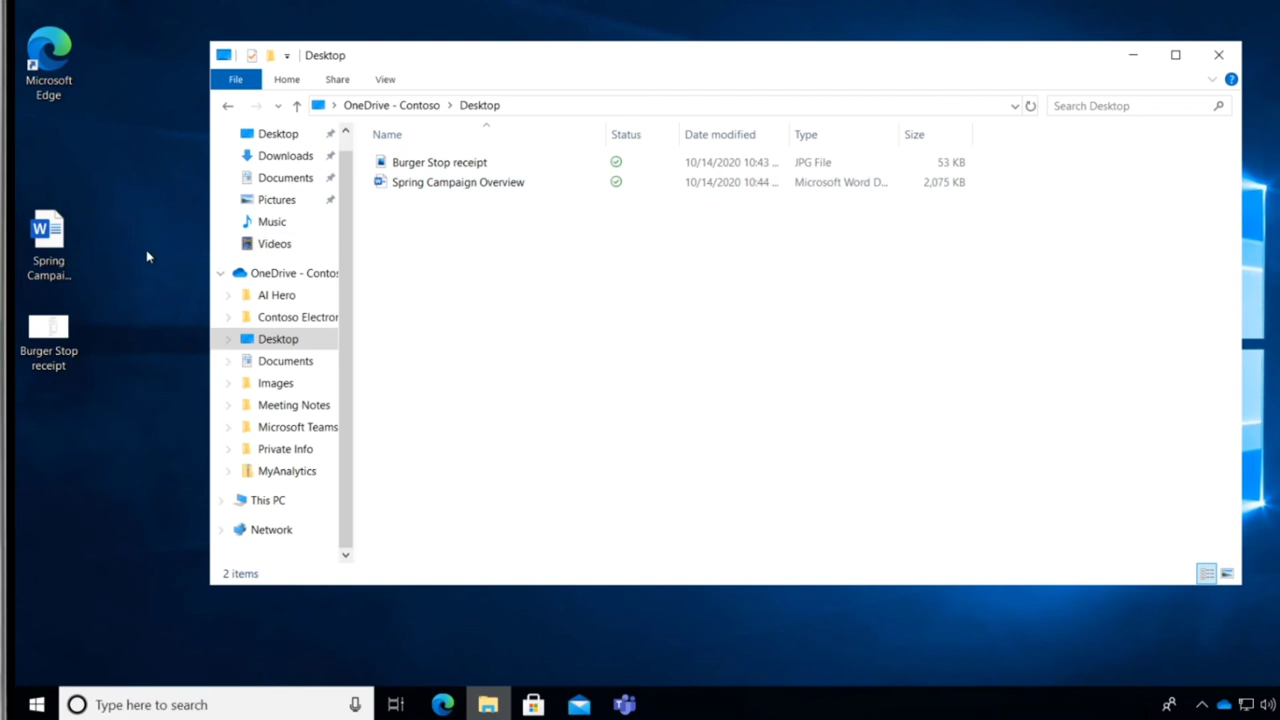 Microsoft
Edge
Spring
Campai...
Burger Stop
receipt
Desktop
File Home Share View
OneDrive - Contoso Desktop
Search Desktop
Name Status Date modified Type Size
Burger Stop receipt 10/14/2020 10:43 ... JPG File 53 KB
Spring Campaign Overview 10/14/2020 10:44 ... Microsoft Word D... 2,075 KB
Desktop
Downloads
Documents
Pictures
Music
Videos
OneDrive - Contos
AI Hero
Contoso Electror
Desktop
Documents
Images
Meeting Notes
Microsoft Teams
Private Info
MyAnalytics
This PC
Network
2 items
Type here to search